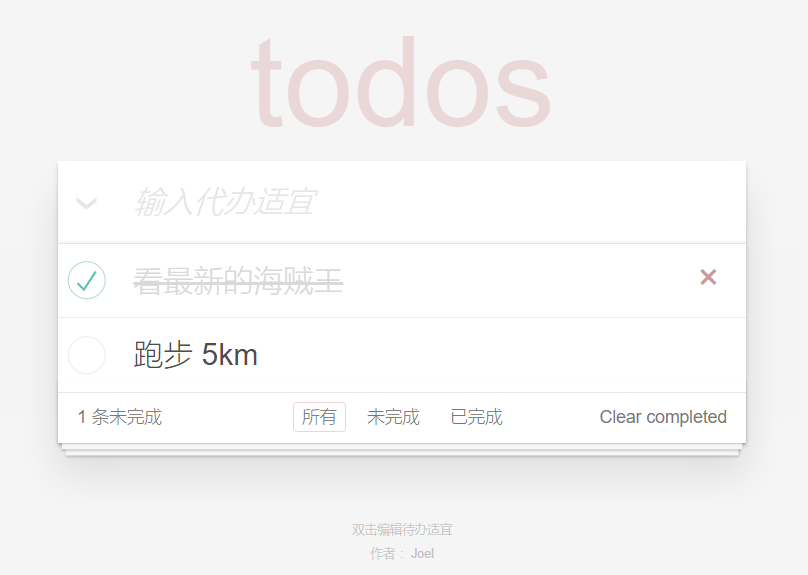 todos
输入代办适宜
看最新的海贼王
跑步 5km
1 条未完成 所有 未完成 已完成 Clear completed
双击编辑待办适宜
作者 : Joel